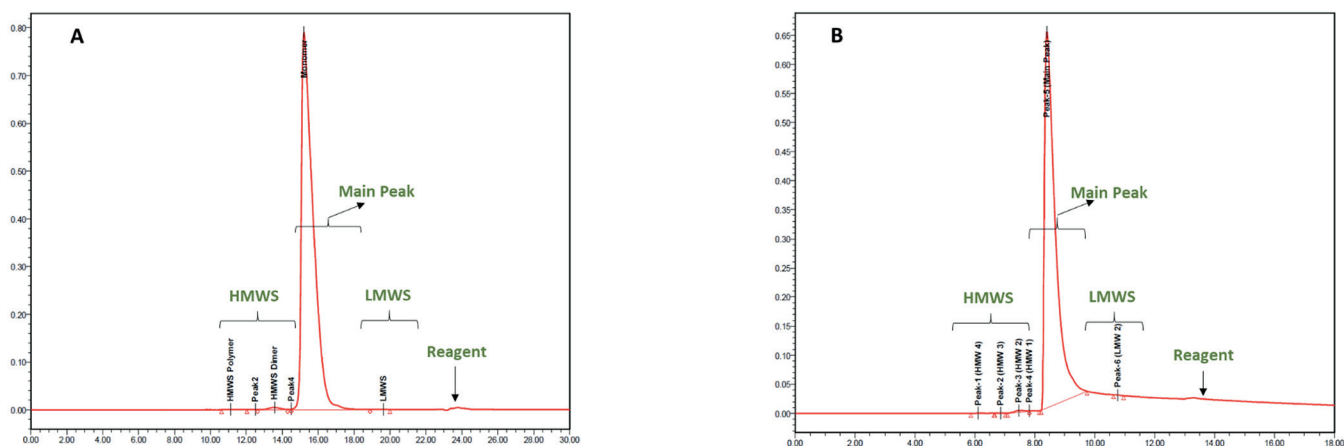 A
0.80
0.70
0.60
0.50
0.40
0.30
0.20
0.10
0.00
Monomer
Main Peak
HMWS
LMWS
Reagent
HMWS Polymer
Peak2
HMWS Dimer
Peak4
LMWS
0.00 2.00 4.00 6.00 8.00 10.00 12.00 14.00 16.00 18.00 20.00 22.00 24.00 26.00 28.00 30.00
B
0.65
0.60
0.55
0.50
0.45
0.40
0.35
0.30
0.25
0.20
0.15
0.10
0.05
0.00
Peak-5 (Main Peak)
Main Peak
HMWS
LMWS
Reagent
Peak-1 (HMW 4)
Peak-2 (HMW 3)
Peak-3 (HMW 2)
Peak-4 (HMW 1)
Peak-6 (LMW 2)
0.00 2.00 4.00 6.00 8.00 10.00 12.00 14.00 16.00 18.00